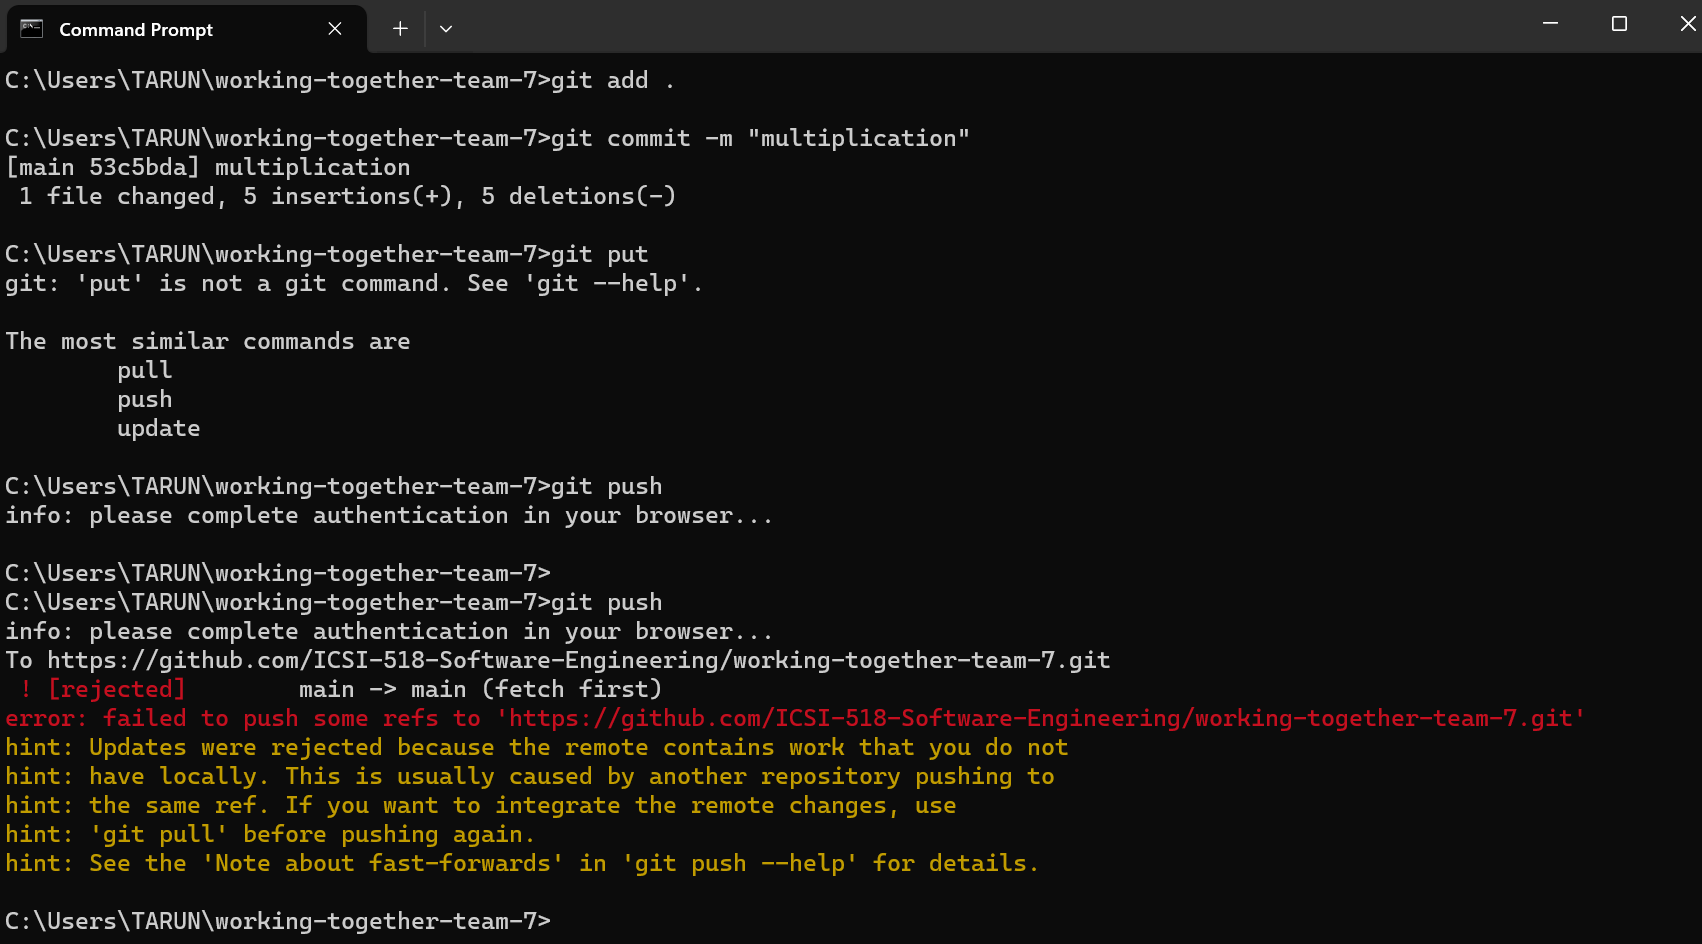 Command Prompt
C:\Users\TARUN\working-together-team-7>git add .
C:\Users\TARUN\working-together-team-7>git commit -m "multiplication"
[main 53c5bda] multiplication
 1 file changed, 5 insertions(+), 5 deletions(-)
C:\Users\TARUN\working-together-team-7>git put
git: 'put' is not a git command. See 'git --help'.
The most similar commands are
        pull
        push
        update
C:\Users\TARUN\working-together-team-7>git push
info: please complete authentication in your browser...
C:\Users\TARUN\working-together-team-7>
C:\Users\TARUN\working-together-team-7>git push
info: please complete authentication in your browser...
To https://github.com/ICSI-518-Software-Engineering/working-together-team-7.git
 ! [rejected]        main -> main (fetch first)
error: failed to push some refs to 'https://github.com/ICSI-518-Software-Engineering/working-together-team-7.git'
hint: Updates were rejected because the remote contains work that you do not
hint: have locally. This is usually caused by another repository pushing to
hint: the same ref. If you want to integrate the remote changes, use
hint: 'git pull' before pushing again.
hint: See the 'Note about fast-forwards' in 'git push --help' for details.
C:\Users\TARUN\working-together-team-7>